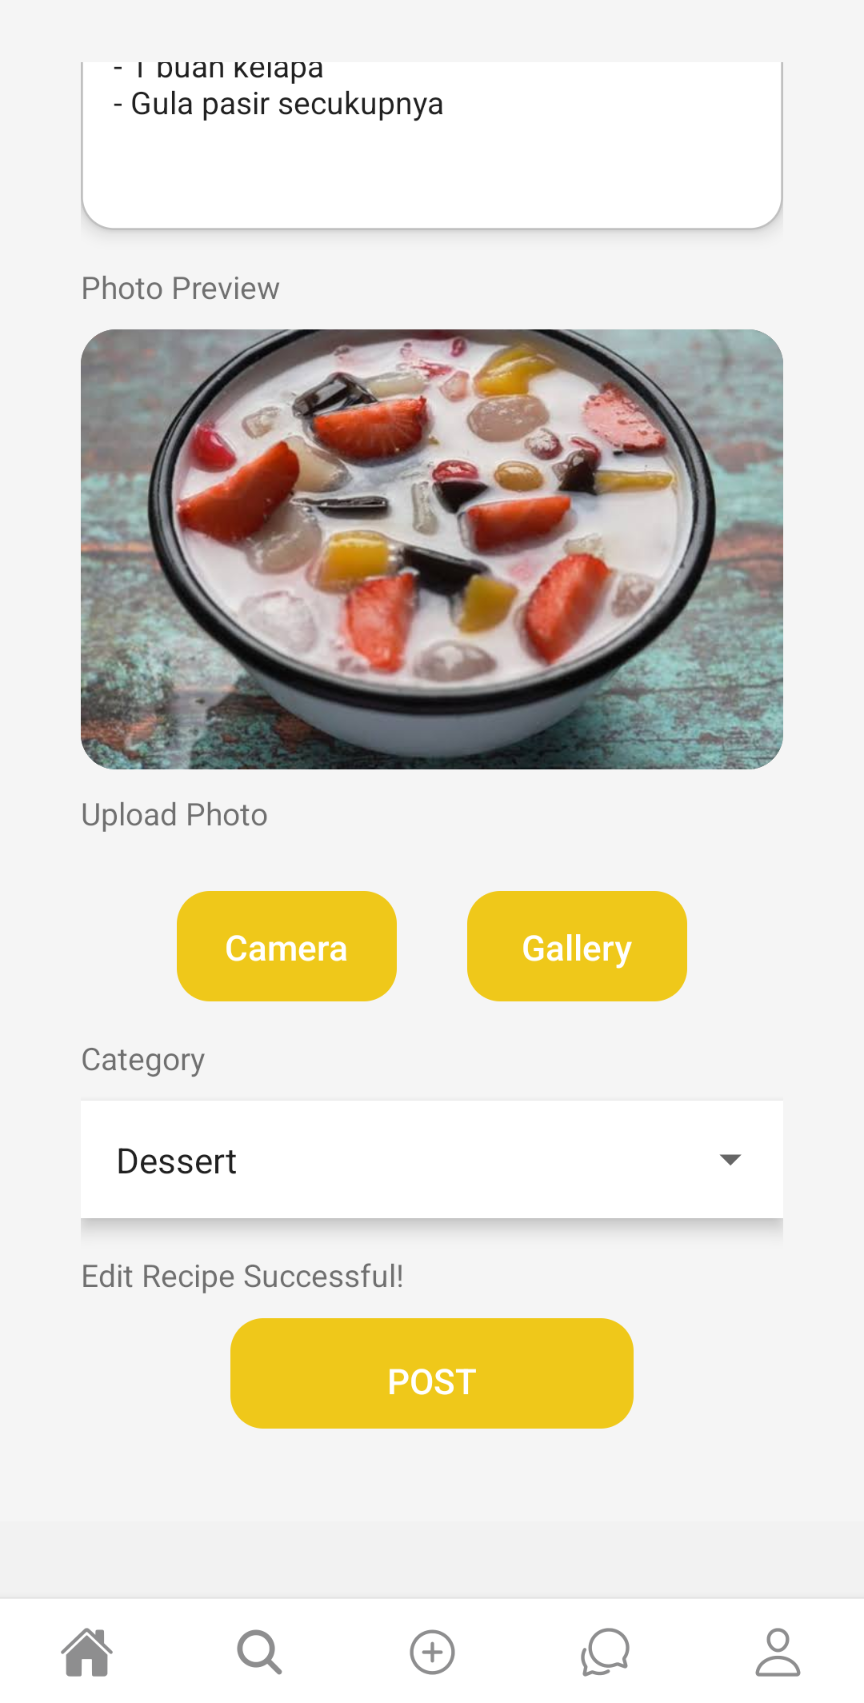 - 1 buah kelapa
- Gula pasir secukupnya
Photo Preview
Upload Photo
Camera
Gallery
Category
Dessert
Edit Recipe Successful!
POST